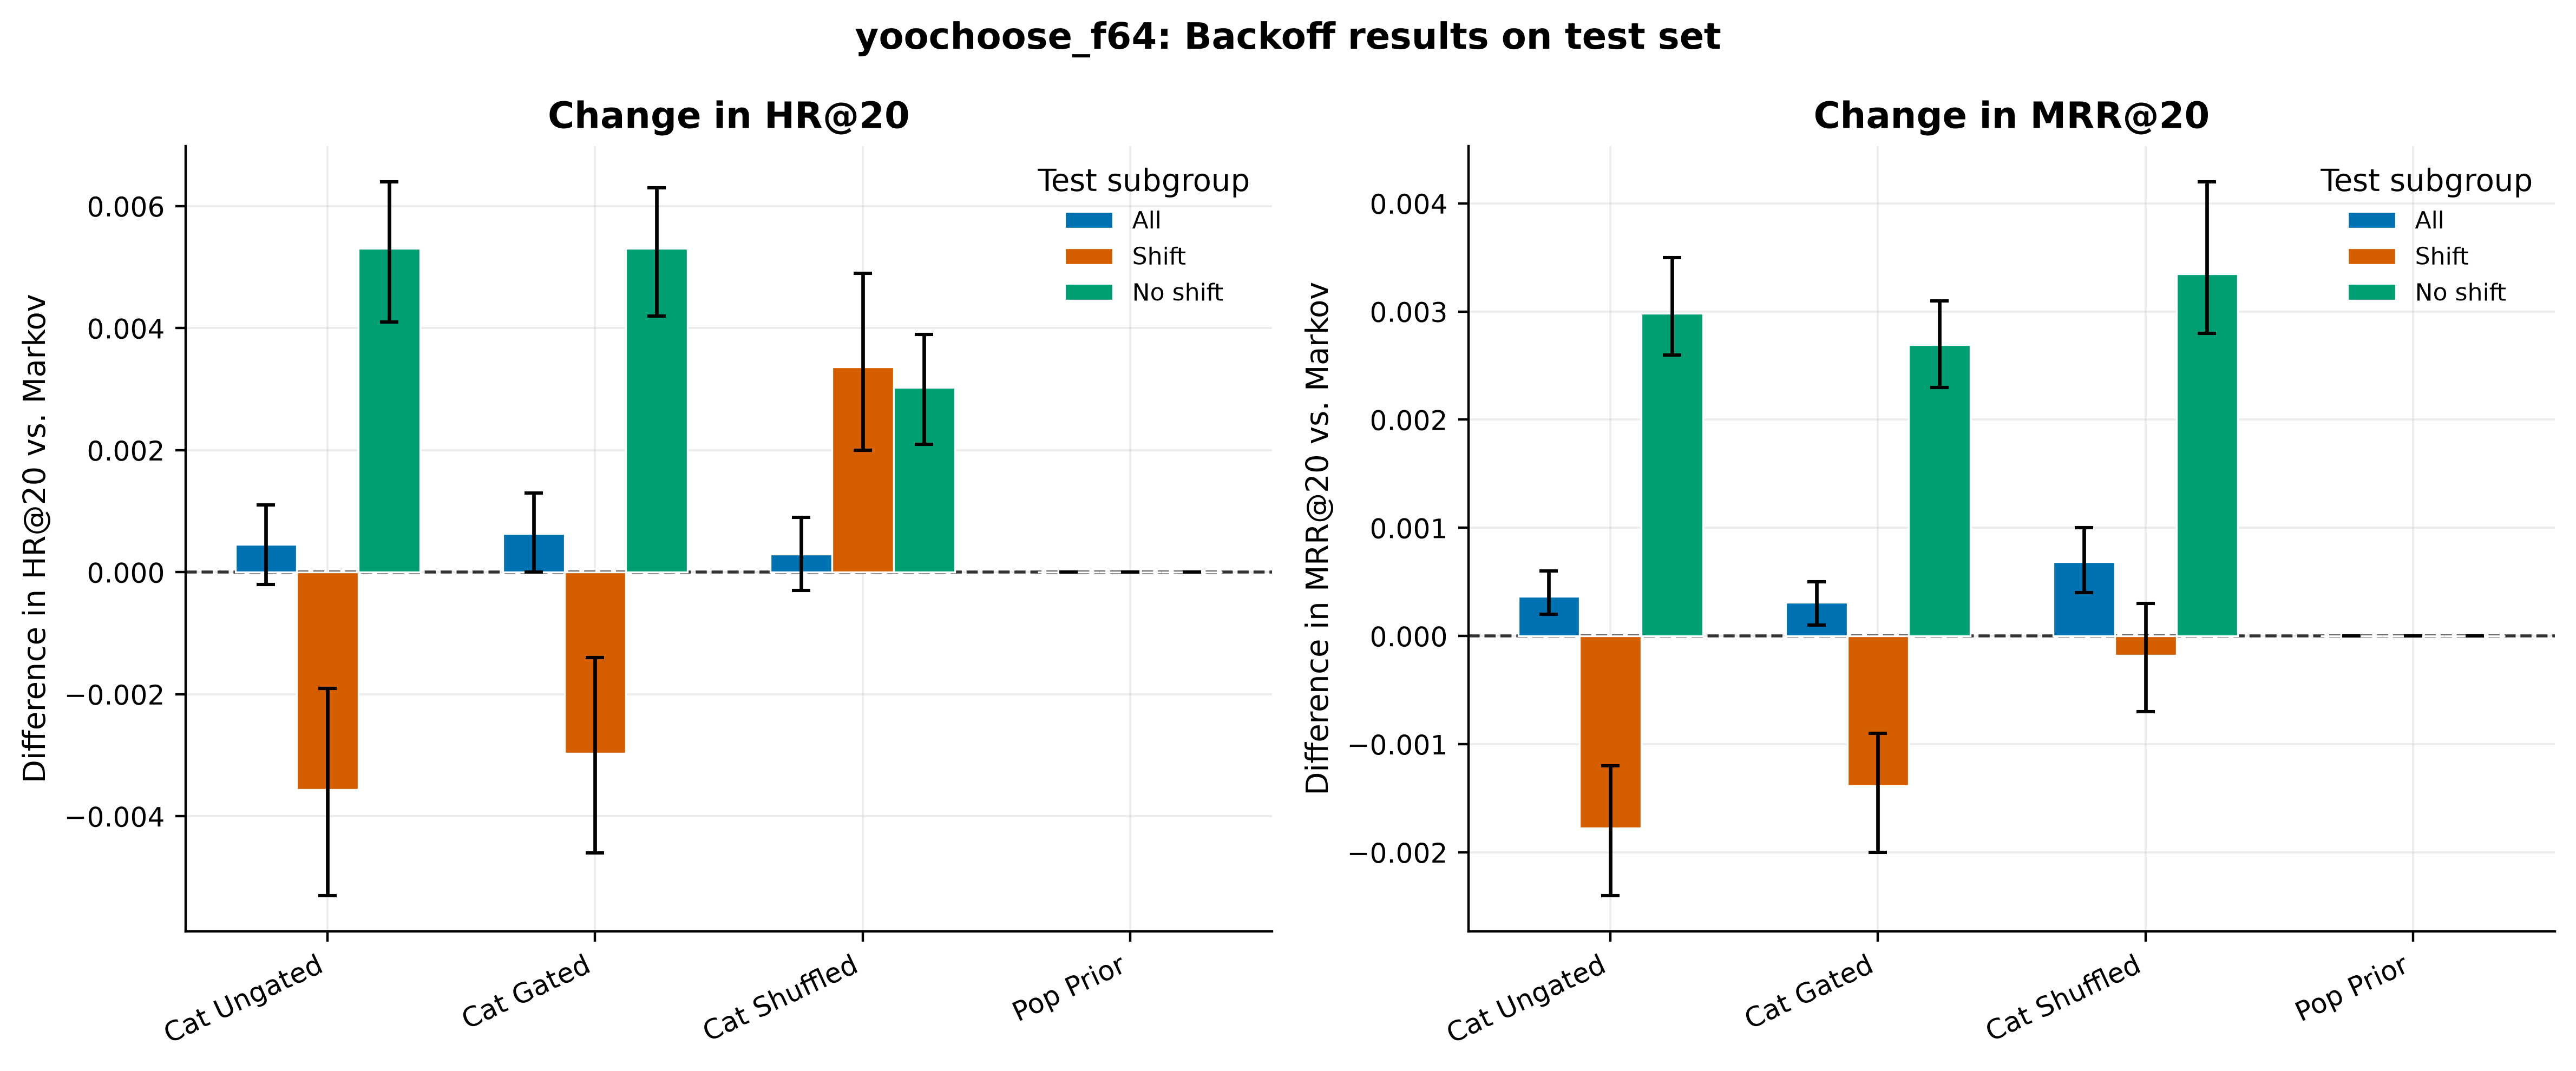 yoochoose_f64: Backoff results on test set
Change in HR@20
Difference in HR@20 vs. Markov
0.006
0.004
0.002
0.000
−0.002
−0.004
Test subgroup
All
Shift
No shift
Cat Ungated
Cat Gated
Cat Shuffled
Pop Prior
Change in MRR@20
Difference in MRR@20 vs. Markov
0.004
0.003
0.002
0.001
0.000
−0.001
−0.002
Test subgroup
All
Shift
No shift
Cat Ungated
Cat Gated
Cat Shuffled
Pop Prior